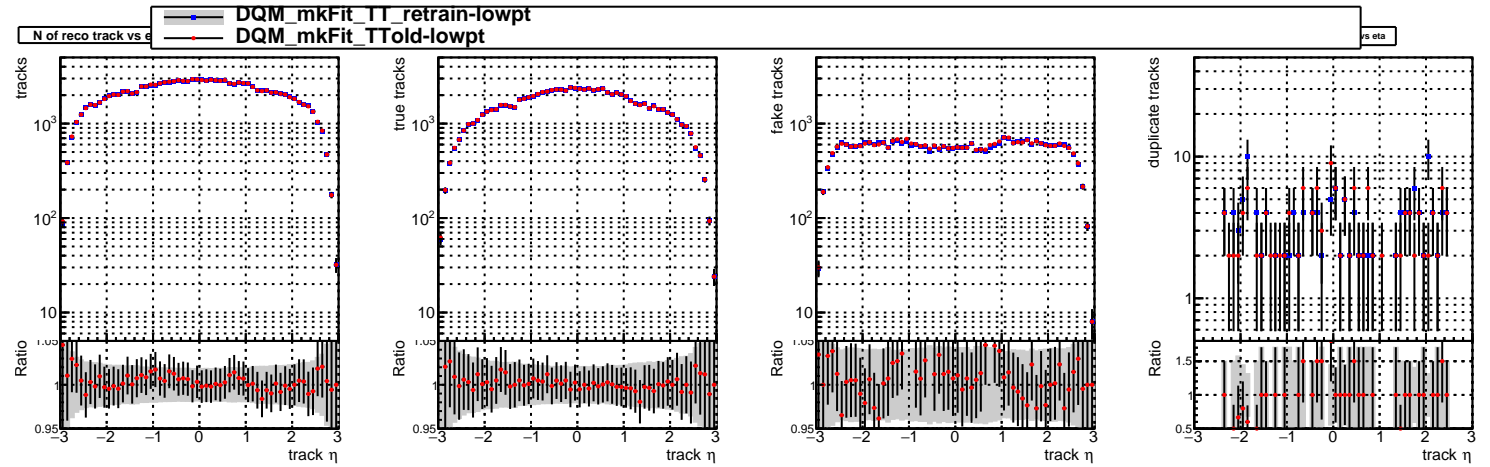 DQM_mkFit_TT_retrain-lowpt
DQM_mkFit_TTold-lowpt
N of reco track vs e
vs eta
tracks
10³
10²
10
Ratio
1.05
1
0.95
−3 −2 −1 0 1 2 3
track η
true tracks
10³
10²
10
Ratio
1.05
1
0.95
−3 −2 −1 0 1 2 3
track η
fake tracks
10³
10²
10
Ratio
1.05
1
0.95
−3 −2 −1 0 1 2 3
track η
duplicate tracks
10
1
Ratio
1.5
1
0.5
−3 −2 −1 0 1 2 3
track η